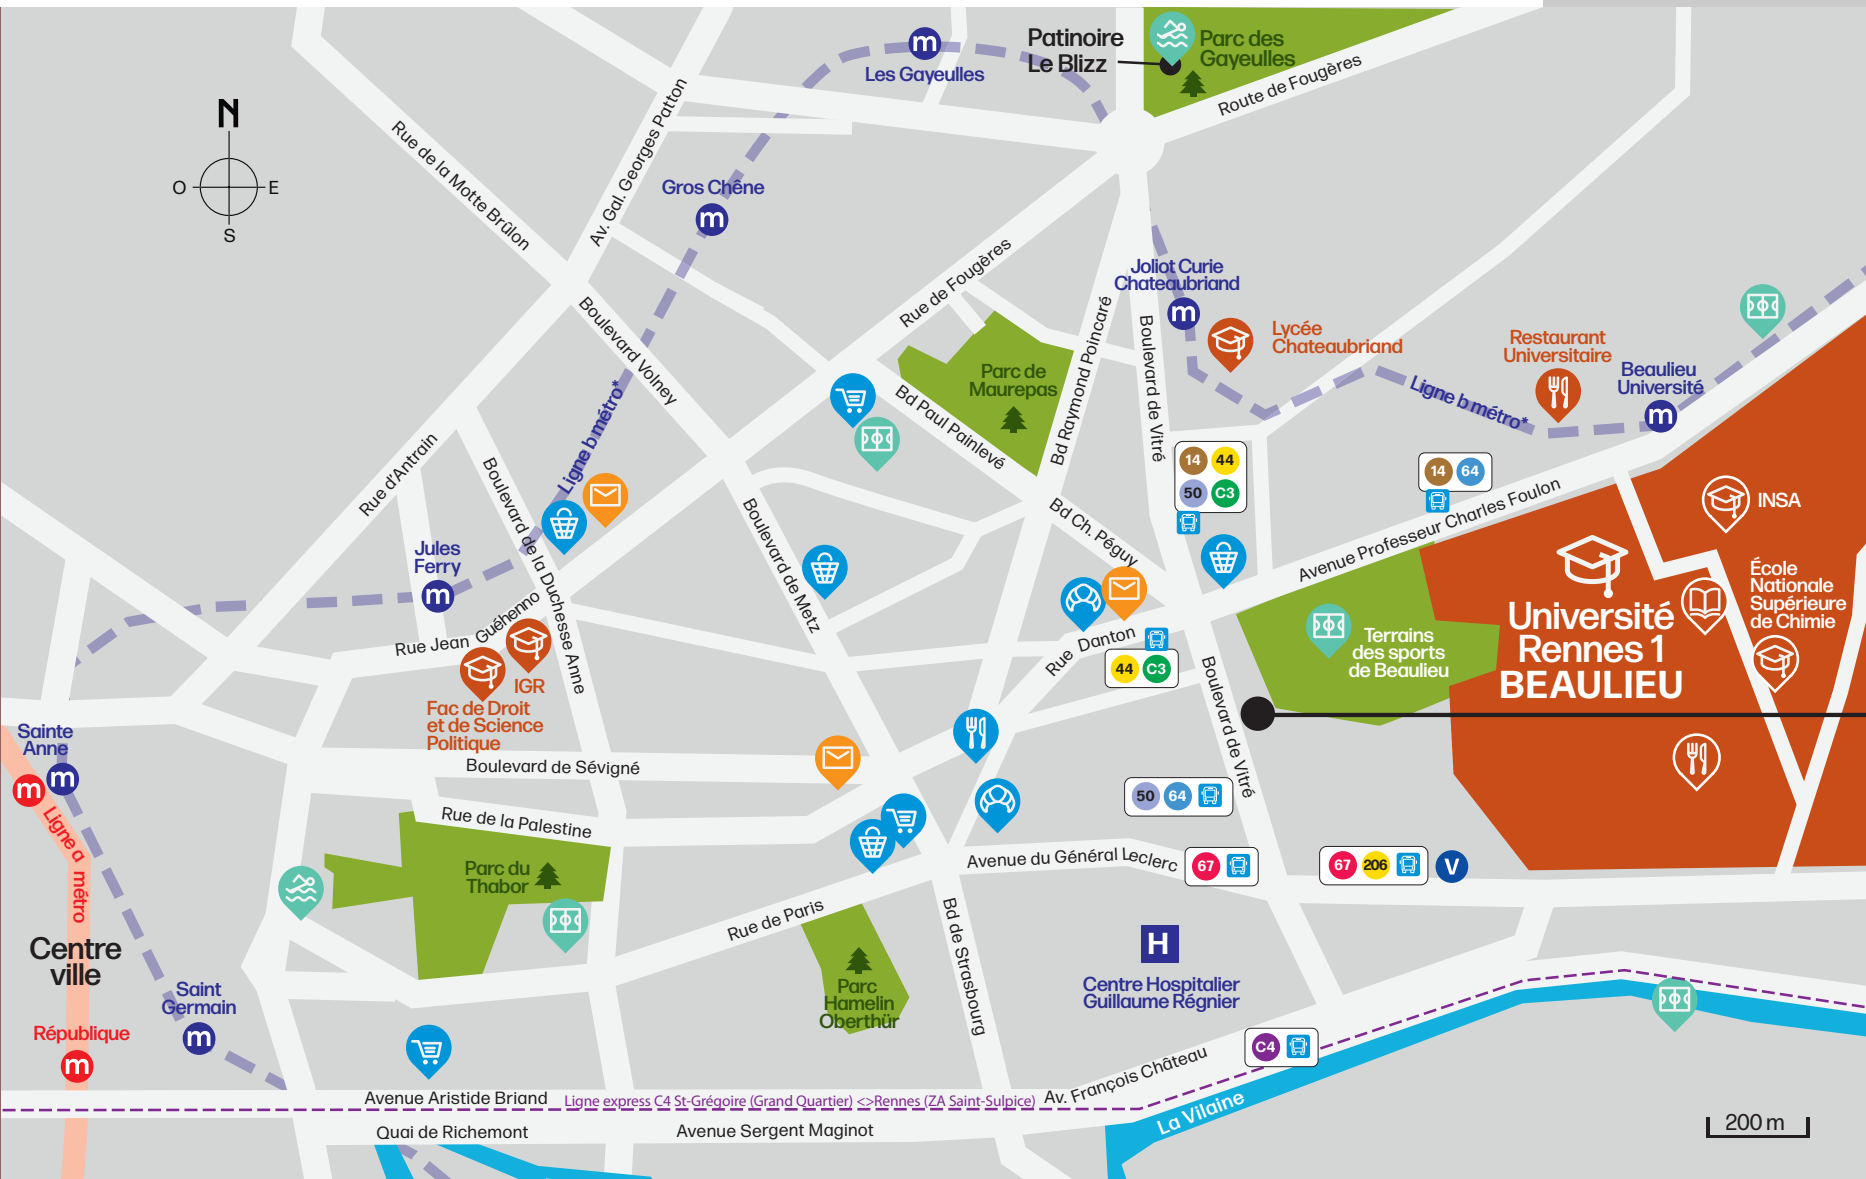 Patinoire
Le Blizz
Parc des
Gayeulles
m
Les Gayeulles
Route de Fougères
N
O
E
S
Rue de la Motte Brûlon
Av. Gal. Georges Patton
Gros Chêne
m
Rue de Fougères
Joliot Curie
Chateaubriand
m
Boulevard Volney
Bd Raymond Poincaré
Boulevard de Vitré
Lycée
Chateaubriand
Restaurant
Universitaire
Beaulieu
Université
m
Ligne b métro*
Ligne b métro*
Parc de
Maurepas
Bd Paul Painlevé
Rue d'Antrain
Boulevard de la Duchesse Anne
14
44
50
C3
14
64
INSA
Avenue Professeur Charles Foulon
Boulevard de Metz
Bd Ch. Péguy
Jules
Ferry
m
École
Nationale
Supérieure
de Chimie
Université
Rennes 1
BEAULIEU
Terrains
des sports
de Beaulieu
Rue Jean Guéhenno
Rue Danton
44
C3
Boulevard de Vitré
IGR
Fac de Droit
et de Science
Politique
Sainte
Anne
m
m
Boulevard de Sévigné
50
64
Ligne a métro
Rue de la Palestine
Avenue du Général Leclerc
67
67
206
V
Parc du
Thabor
Rue de Paris
Bd de Strasbourg
Centre
ville
H
Centre Hospitalier
Guillaume Régnier
Parc
Hamelin
Oberthür
Saint
Germain
m
République
m
C4
Av. François Château
Avenue Aristide Briand
Ligne express C4 St-Grégoire (Grand Quartier) <>Rennes (ZA Saint-Sulpice)
La Vilaine
Quai de Richemont
Avenue Sergent Maginot
200 m